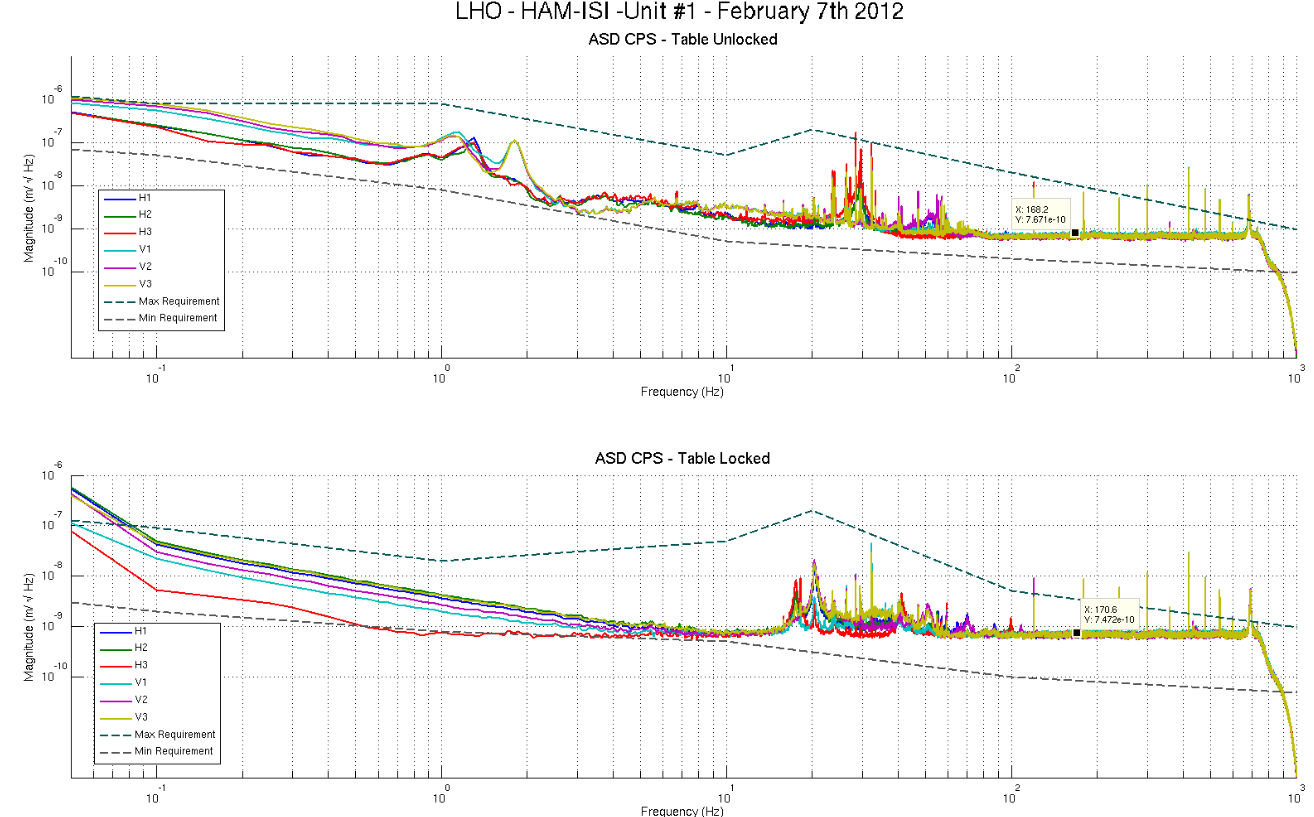 LHO - HAM-ISI -Unit #1 - February 7th 2012
ASD CPS - Table Unlocked
Magnitude (m/√Hz)
10^-6
10^-7
10^-8
10^-9
10^-10
H1
H2
H3
V1
V2
V3
Max Requirement
Min Requirement
X: 168.2
Y: 7.671e-10
10^-1
10^0
10^1
10^2
10^3
Frequency (Hz)
ASD CPS - Table Locked
Magnitude (m/√Hz)
10^-6
10^-7
10^-8
10^-9
10^-10
H1
H2
H3
V1
V2
V3
Max Requirement
Min Requirement
X: 170.6
Y: 7.472e-10
10^-1
10^0
10^1
10^2
10^3
Frequency (Hz)